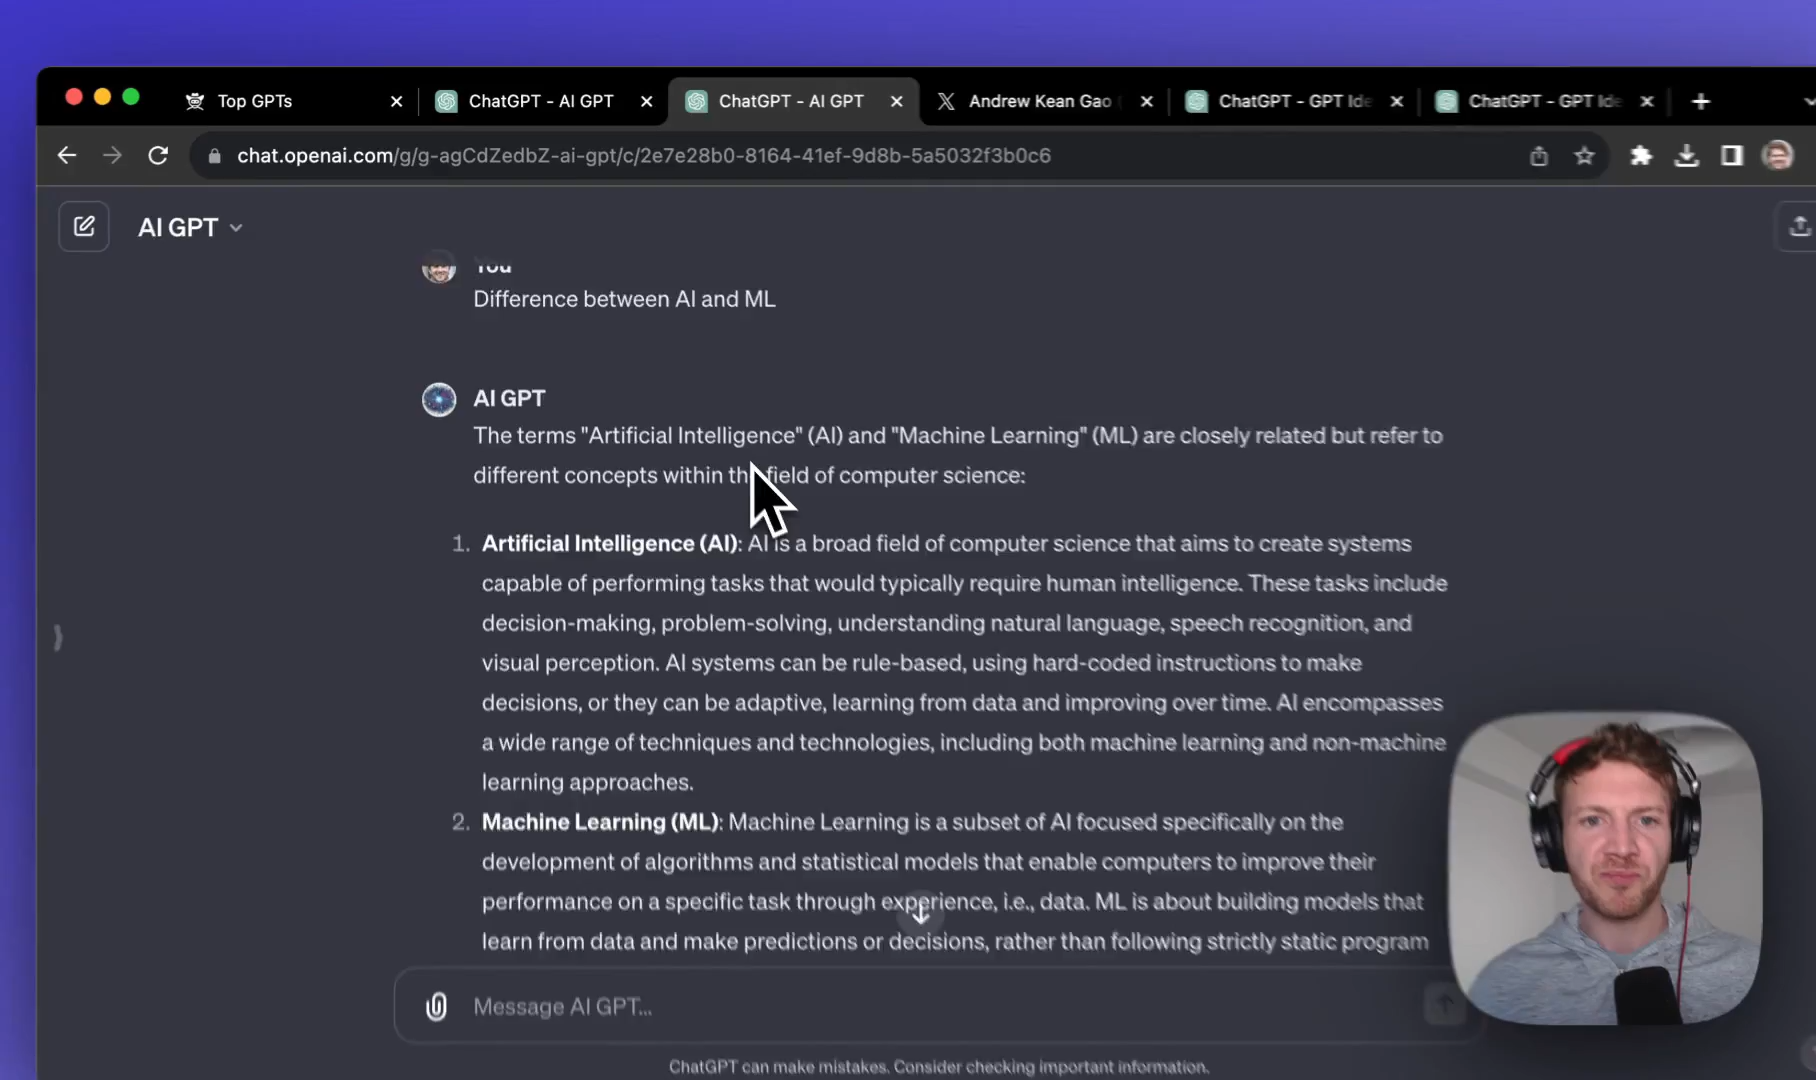 Top GPTs
ChatGPT - AI GPT
ChatGPT - AI GPT
Andrew Kean Gao
ChatGPT - GPT Ide
ChatGPT - GPT Ide
chat.openai.com/g/g-agCdZedbZ-ai-gpt/c/2e7e28b0-8164-41ef-9d8b-5a5032f3b0c6
AI GPT
You
Difference between AI and ML
AI GPT
The terms "Artificial Intelligence" (AI) and "Machine Learning" (ML) are closely related but refer to
different concepts within the field of computer science:
1. Artificial Intelligence (AI): AI is a broad field of computer science that aims to create systems
capable of performing tasks that would typically require human intelligence. These tasks include
decision-making, problem-solving, understanding natural language, speech recognition, and
visual perception. AI systems can be rule-based, using hard-coded instructions to make
decisions, or they can be adaptive, learning from data and improving over time. AI encompasses
a wide range of techniques and technologies, including both machine learning and non-machine
learning approaches.
2. Machine Learning (ML): Machine Learning is a subset of AI focused specifically on the
development of algorithms and statistical models that enable computers to improve their
performance on a specific task through experience, i.e., data. ML is about building models that
learn from data and make predictions or decisions, rather than following strictly static program
Message AI GPT...
ChatGPT can make mistakes. Consider checking important information.